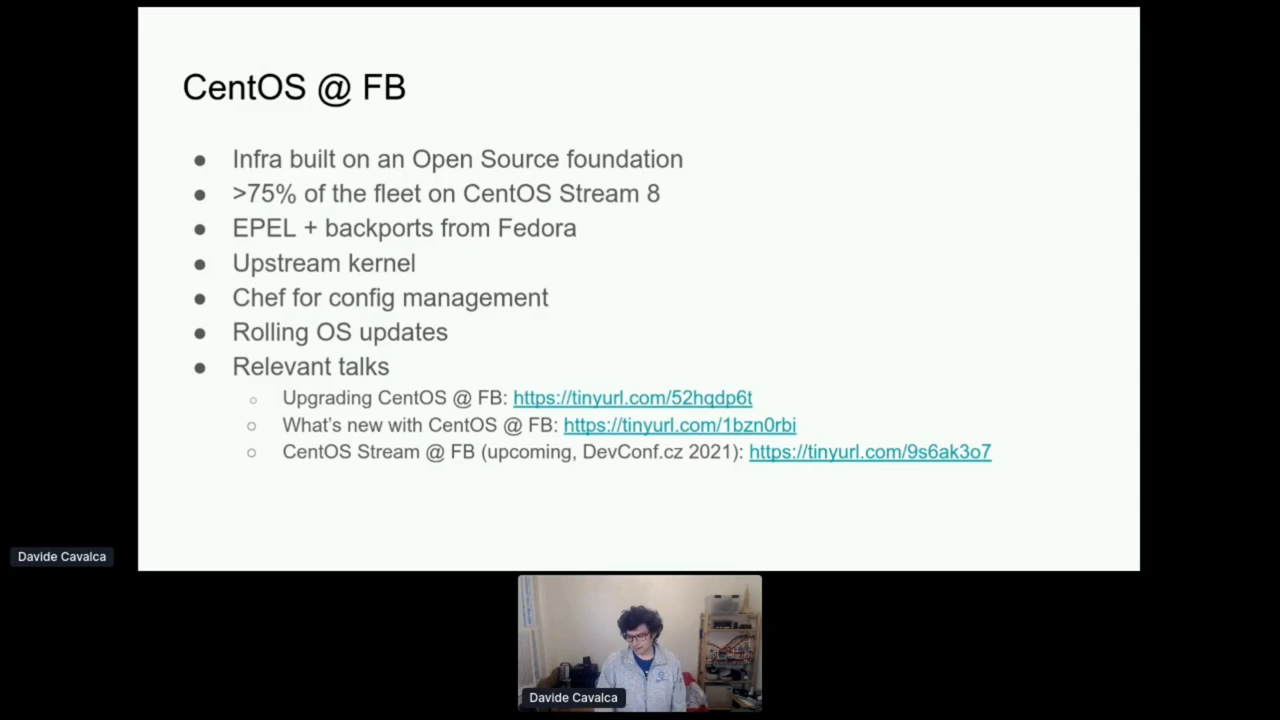 CentOS @ FB
● Infra built on an Open Source foundation
● >75% of the fleet on CentOS Stream 8
● EPEL + backports from Fedora
● Upstream kernel
● Chef for config management
● Rolling OS updates
● Relevant talks
○ Upgrading CentOS @ FB: https://tinyurl.com/52hqdp6t
○ What's new with CentOS @ FB: https://tinyurl.com/1bzn0rbi
○ CentOS Stream @ FB (upcoming, DevConf.cz 2021): https://tinyurl.com/9s6ak3o7
Davide Cavalca
Davide Cavalca